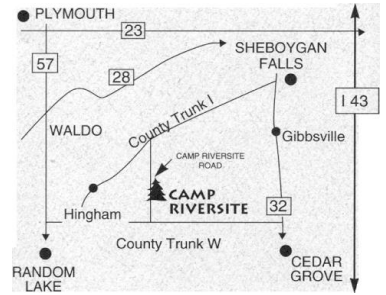 PLYMOUTH
23
SHEBOYGAN
FALLS
57
28
I 43
WALDO
County Trunk I
Gibbsville
CAMP RIVERSITE
ROAD
CAMP
RIVERSITE
Hingham
32
County Trunk W
RANDOM
LAKE
CEDAR
GROVE